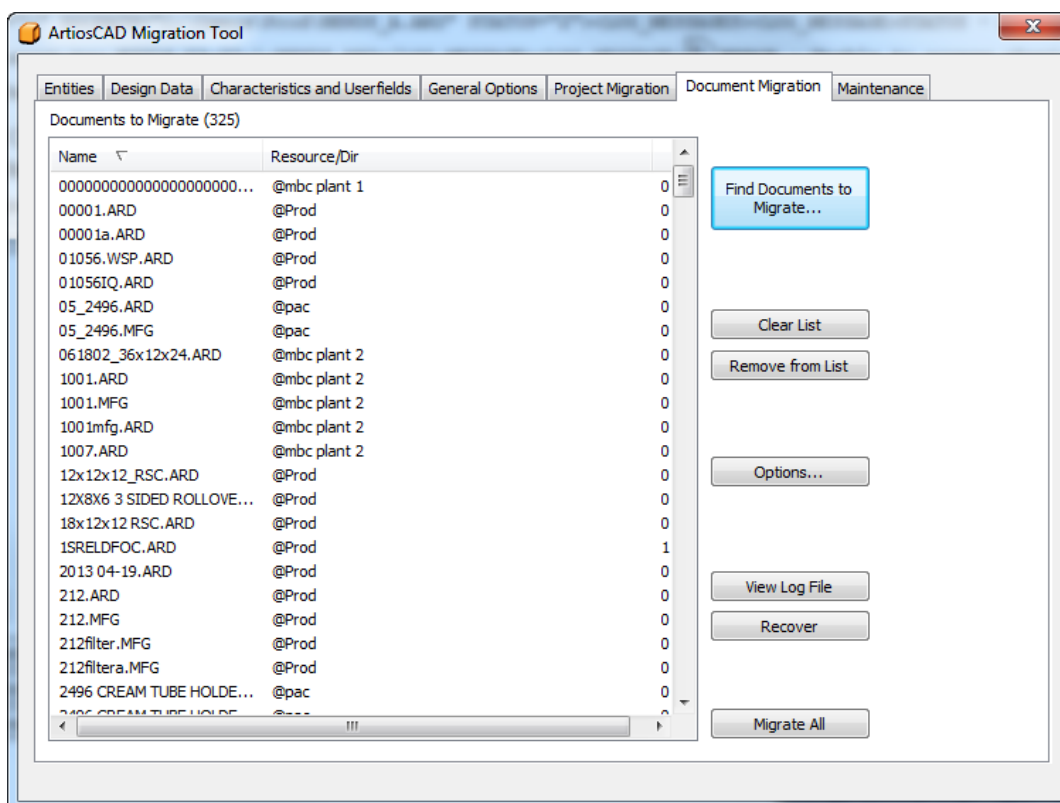 ArtiosCAD Migration Tool
Entities Design Data Characteristics and Userfields General Options Project Migration Document Migration Maintenance
Documents to Migrate (325)
Name Resource/Dir
000000000000000000000... @mbc plant 1 0
00001.ARD @Prod 0
00001a.ARD @Prod 0
01056.WSP.ARD @Prod 0
01056IQ.ARD @Prod 0
05_2496.ARD @pac 0
05_2496.MFG @pac 0
061802_36x12x24.ARD @mbc plant 2 0
1001.ARD @mbc plant 2 0
1001.MFG @mbc plant 2 0
1001mfg.ARD @mbc plant 2 0
1007.ARD @mbc plant 2 0
12x12x12_RSC.ARD @Prod 0
12X8X6 3 SIDED ROLLOVE... @Prod 0
18x12x12 RSC.ARD @Prod 0
1SRELDFOC.ARD @Prod 1
2013 04-19.ARD @Prod 0
212.ARD @Prod 0
212.MFG @Prod 0
212filter.MFG @Prod 0
212filtera.MFG @Prod 0
2496 CREAM TUBE HOLDE... @pac 0
Find Documents to
Migrate...
Clear List
Remove from List
Options...
View Log File
Recover
Migrate All